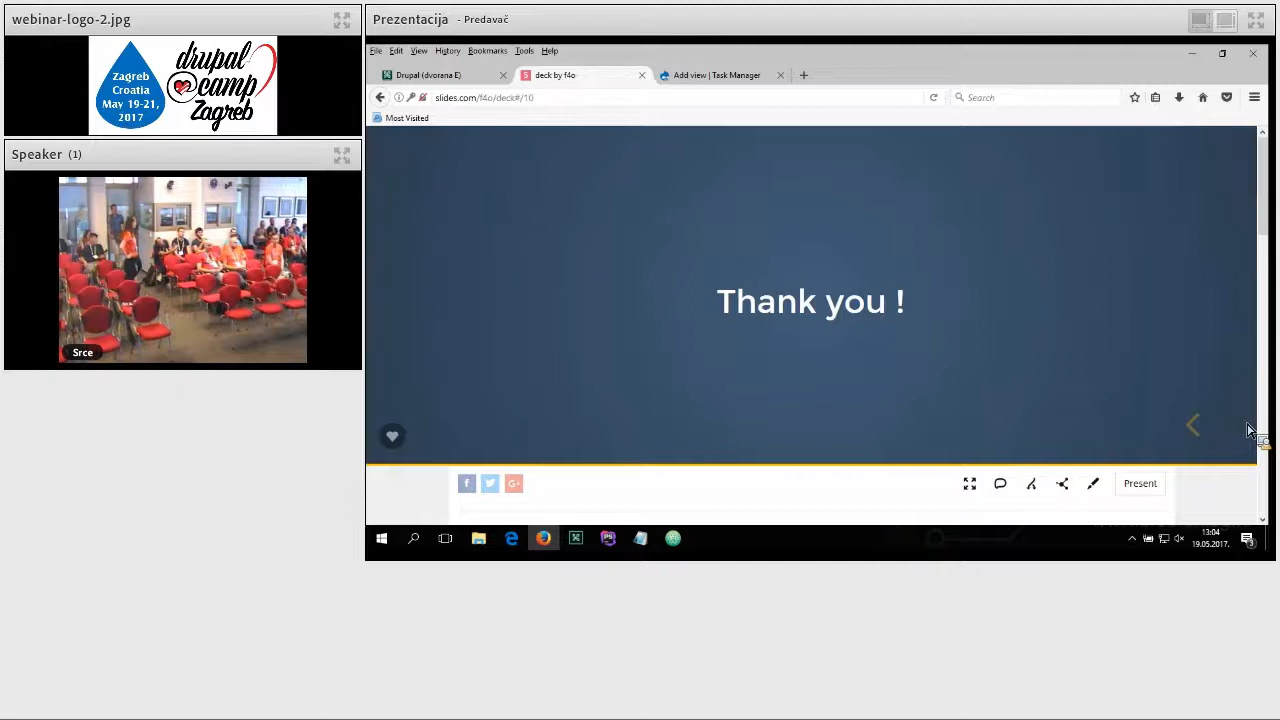 webinar-logo-2.jpg
Zagreb
Croatia
May 19-21,
2017
drupal
camp
Zagreb
Speaker (1)
Srce
Prezentacija - Predavač
File Edit View History Bookmarks Tools Help
Drupal (dvorana E)
deck by f4o
Add view | Task Manager
slides.com/f4o/deck#/10
Search
Most Visited
Thank you !
f
G+
Present
PS
13:04
19.05.2017.
3